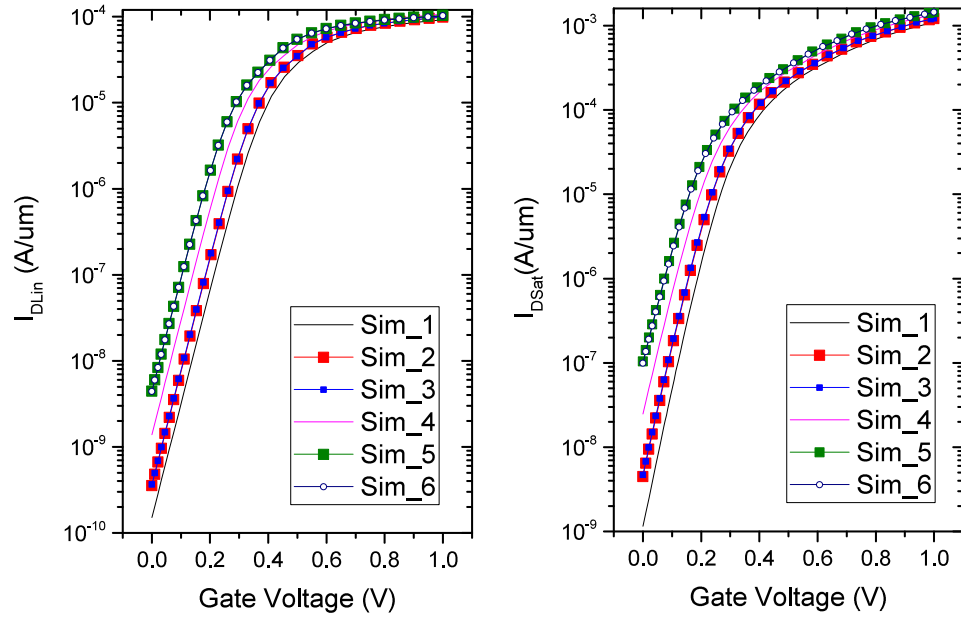 10⁻⁴
10⁻⁵
10⁻⁶
10⁻⁷
10⁻⁸
10⁻⁹
10⁻¹⁰
I_DLin (A/um)
0.0 0.2 0.4 0.6 0.8 1.0
Gate Voltage (V)
Sim_1
Sim_2
Sim_3
Sim_4
Sim_5
Sim_6
10⁻³
10⁻⁴
10⁻⁵
10⁻⁶
10⁻⁷
10⁻⁸
10⁻⁹
I_DSat(A/um)
0.0 0.2 0.4 0.6 0.8 1.0
Gate Voltage (V)
Sim_1
Sim_2
Sim_3
Sim_4
Sim_5
Sim_6